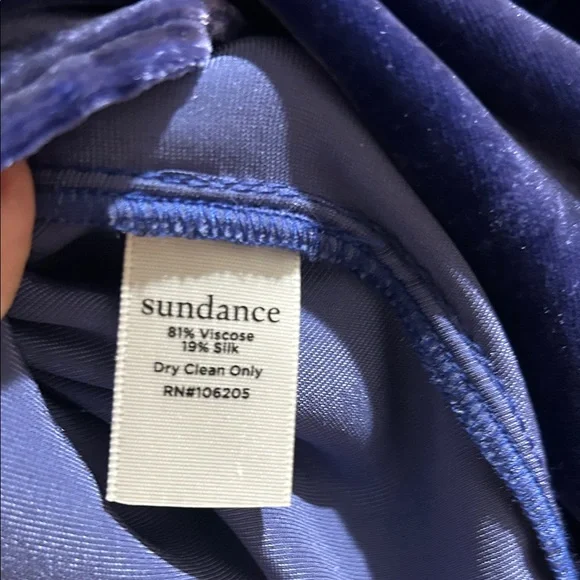 sundance
81% Viscose
19% Silk
Dry Clean Only
RN#106205